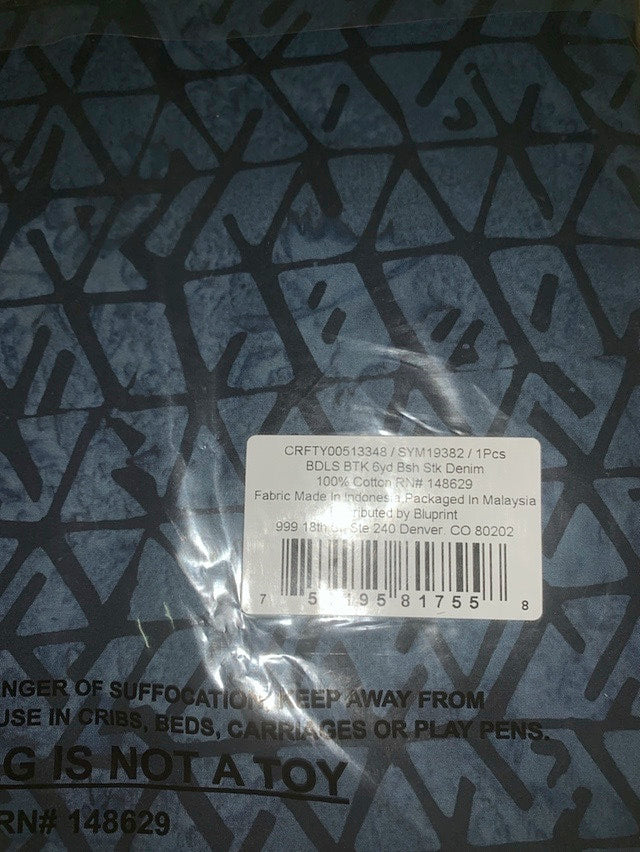 CRFTY00513348 / SYM19382 / 1Pcs
BDLS BTK 6yd Bsh Stk Denim
100% Cotton RN# 148629
Fabric Made In Indonesia, Packaged In Malaysia
ributed by Bluprint
999 18th St Ste 240 Denver CO 80202
7 5 195 81755 8
NGER OF SUFFOCATION KEEP AWAY FROM
USE IN CRIBS, BEDS, CARRIAGES OR PLAY PENS.
G IS NOT A TOY
RN# 148629